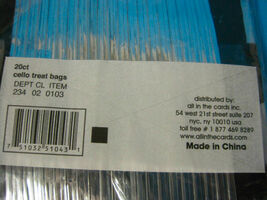 20ct
cello treat bags
DEPT CL ITEM
234 02 0103
7 51032 51043 1
distributed by:
all in the cards inc.
54 west 21st street suite 207
nyc, ny 10010 usa
toll free # 1 877 469 8289
www.allinthecards.com
Made in China